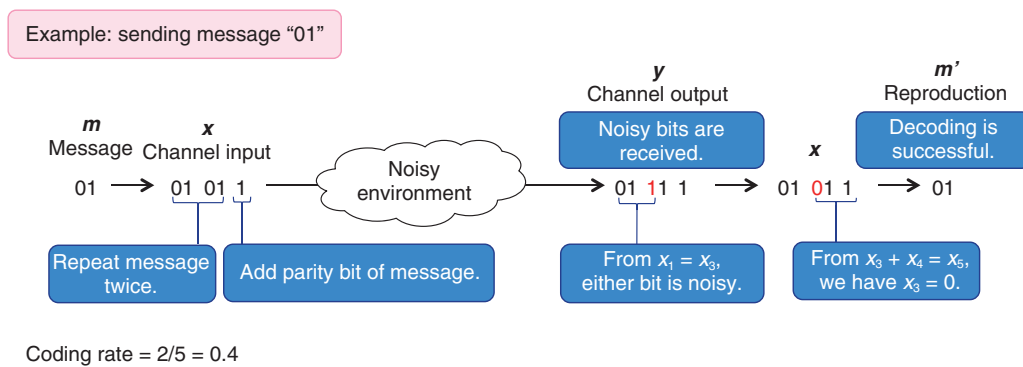 Example: sending message “01”
m
Message
x
Channel input
Noisy
environment
y
Channel output
Noisy bits are
received.
x
m’
Reproduction
Decoding is
successful.
01
01 01 1
01 11 1
01 01 1
01
Repeat message
twice.
Add parity bit of message.
From x₁ = x₃,
either bit is noisy.
From x₃ + x₄ = x₅,
we have x₃ = 0.
Coding rate = 2/5 = 0.4